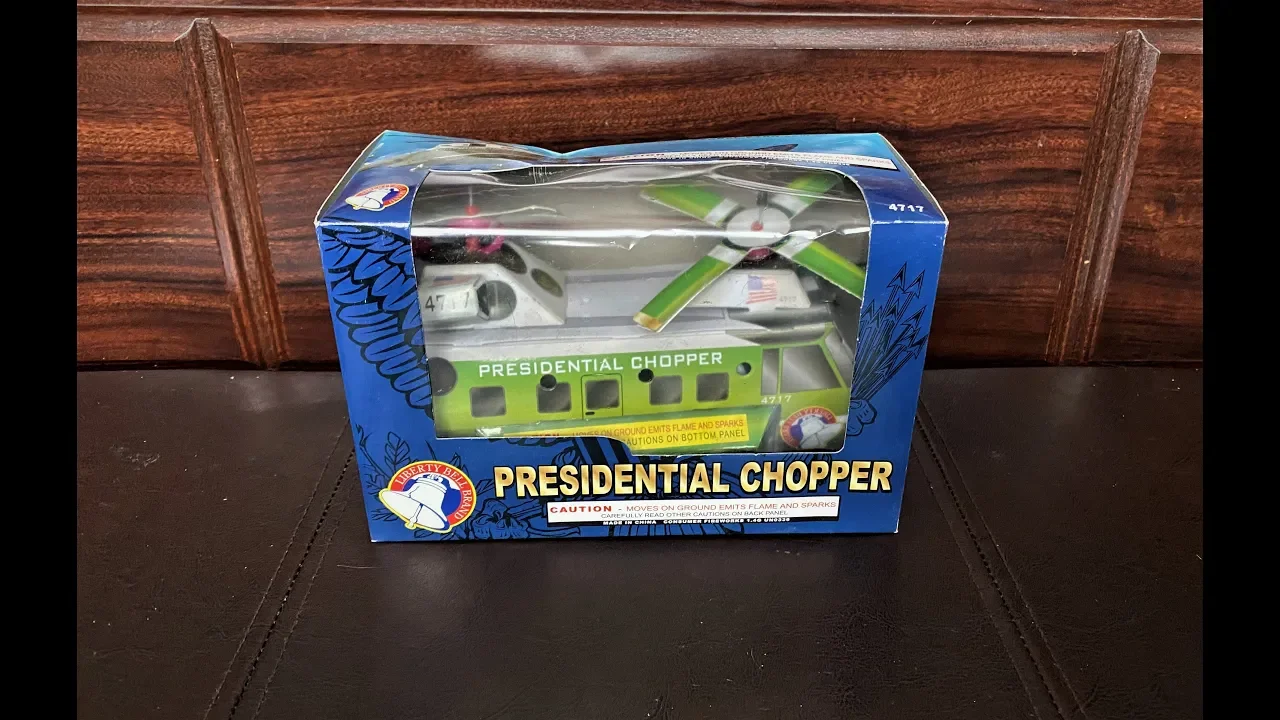 4717
4717
4717
PRESIDENTIAL CHOPPER
4717
MOVES ON GROUND EMITS FLAME AND SPARKS
CAUTIONS ON BOTTOM PANEL
LIBERTY BELL BRAND
PRESIDENTIAL CHOPPER
CAUTION - MOVES ON GROUND EMITS FLAME AND SPARKS
CAREFULLY READ OTHER CAUTIONS ON BACK PANEL
MADE IN CHINA CONSUMER FIREWORKS 1.4G UN0336